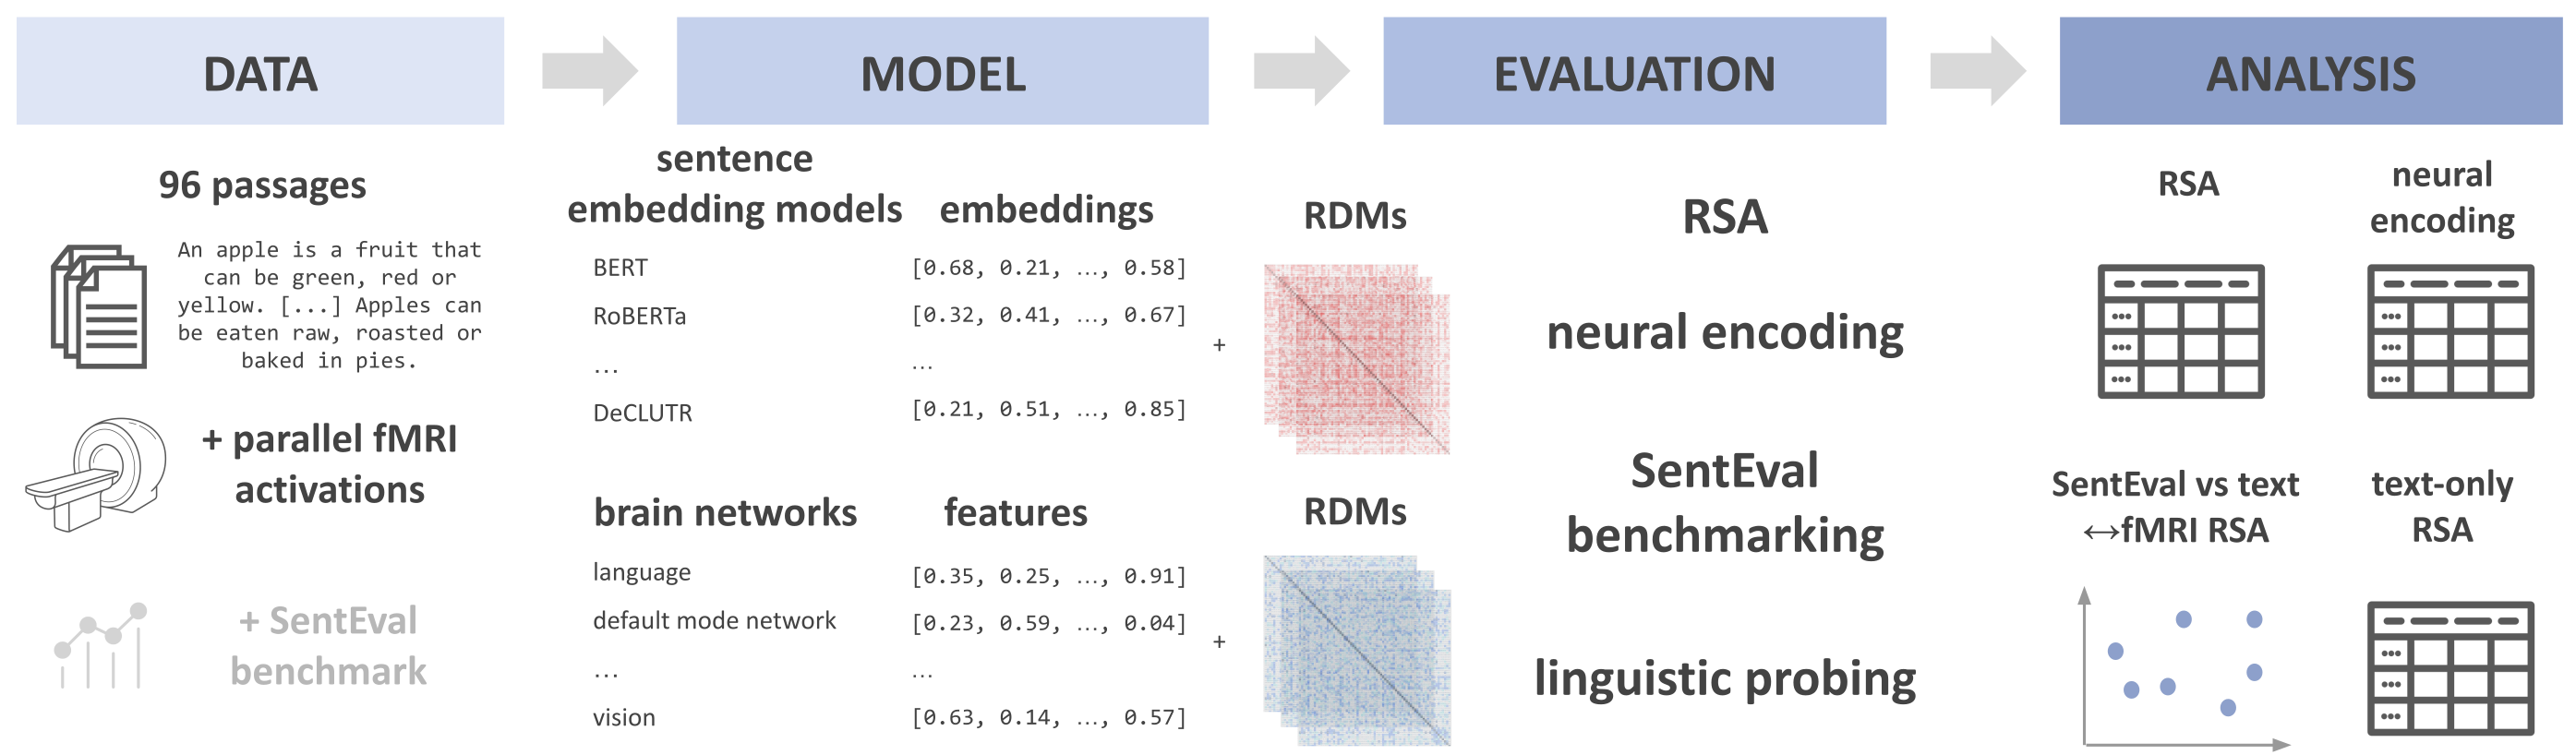 DATA
MODEL
EVALUATION
ANALYSIS
96 passages
An apple is a fruit that
can be green, red or
yellow. [...] Apples can
be eaten raw, roasted or
baked in pies.
+ parallel fMRI
activations
+ SentEval
benchmark
sentence
embedding models
embeddings
RDMs
BERT
[0.68, 0.21, ..., 0.58]
RoBERTa
[0.32, 0.41, ..., 0.67]
...
...
+
DeCLUTR
[0.21, 0.51, ..., 0.85]
brain networks
features
RDMs
language
[0.35, 0.25, ..., 0.91]
default mode network
[0.23, 0.59, ..., 0.04]
+
...
...
vision
[0.63, 0.14, ..., 0.57]
RSA
neural encoding
SentEval
benchmarking
linguistic probing
RSA
neural
encoding
SentEval vs text
↔fMRI RSA
text-only
RSA